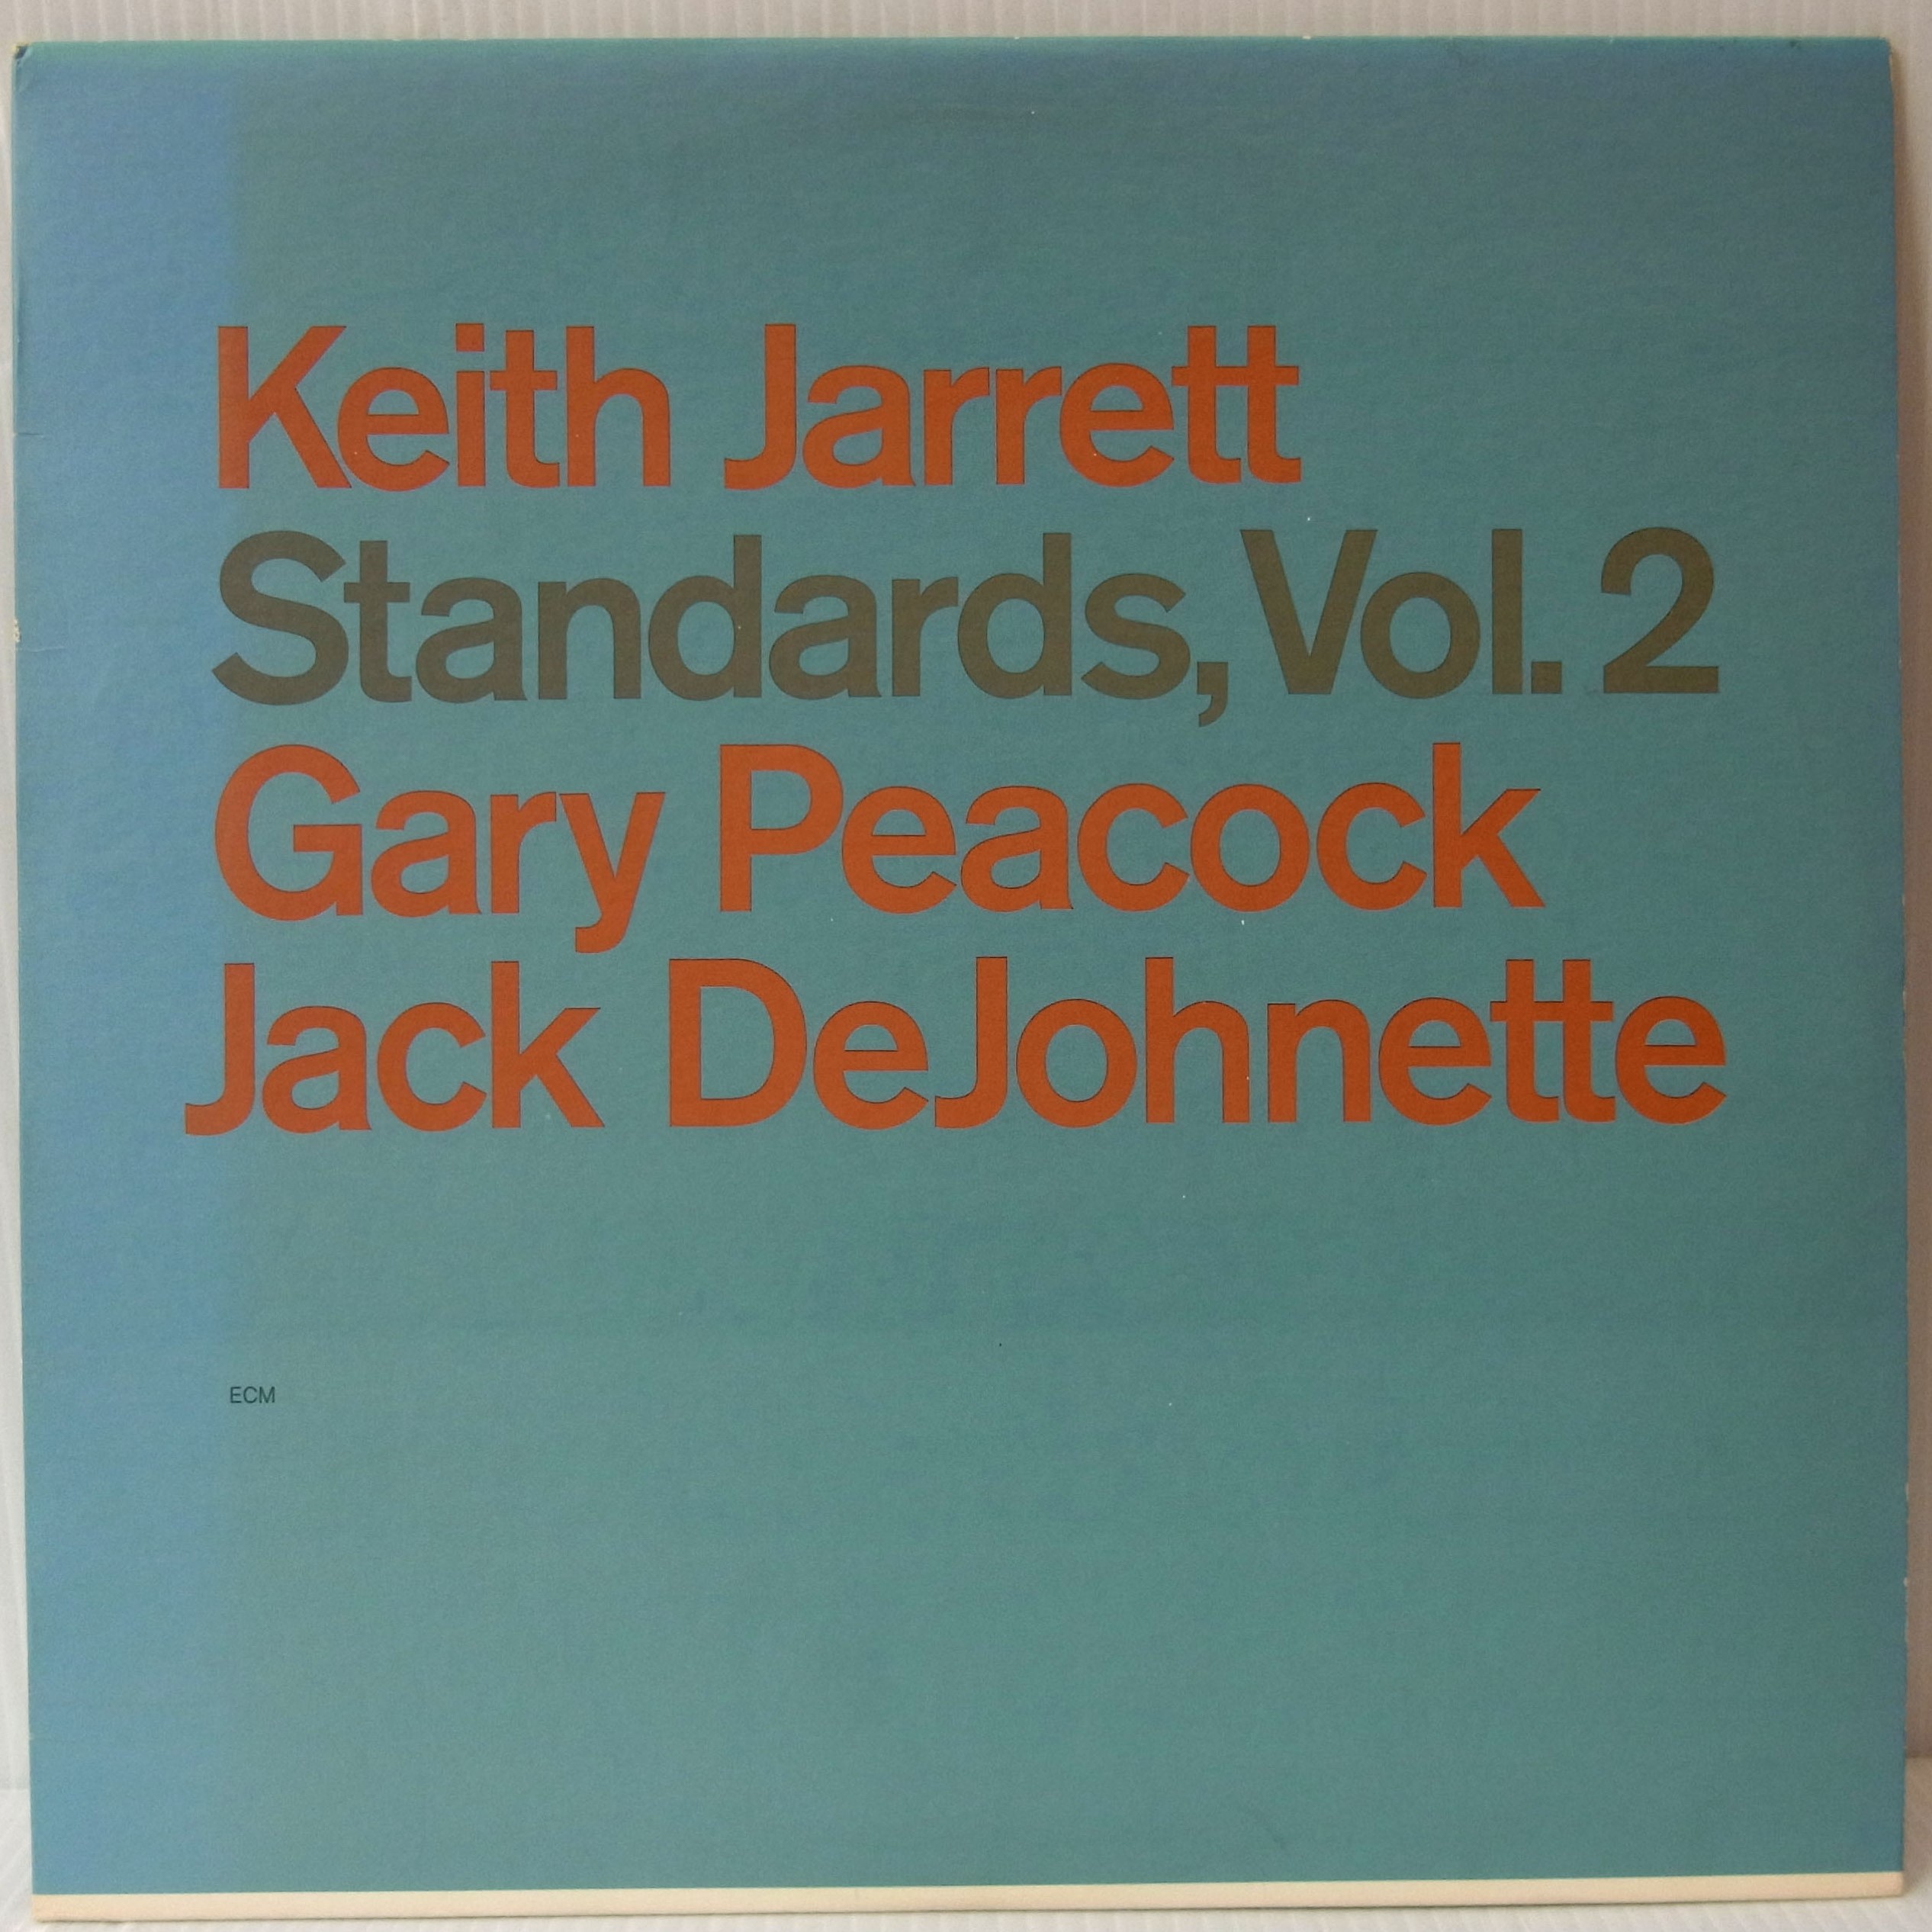 Keith Jarrett
Standards, Vol. 2
Gary Peacock
Jack DeJohnette
ECM